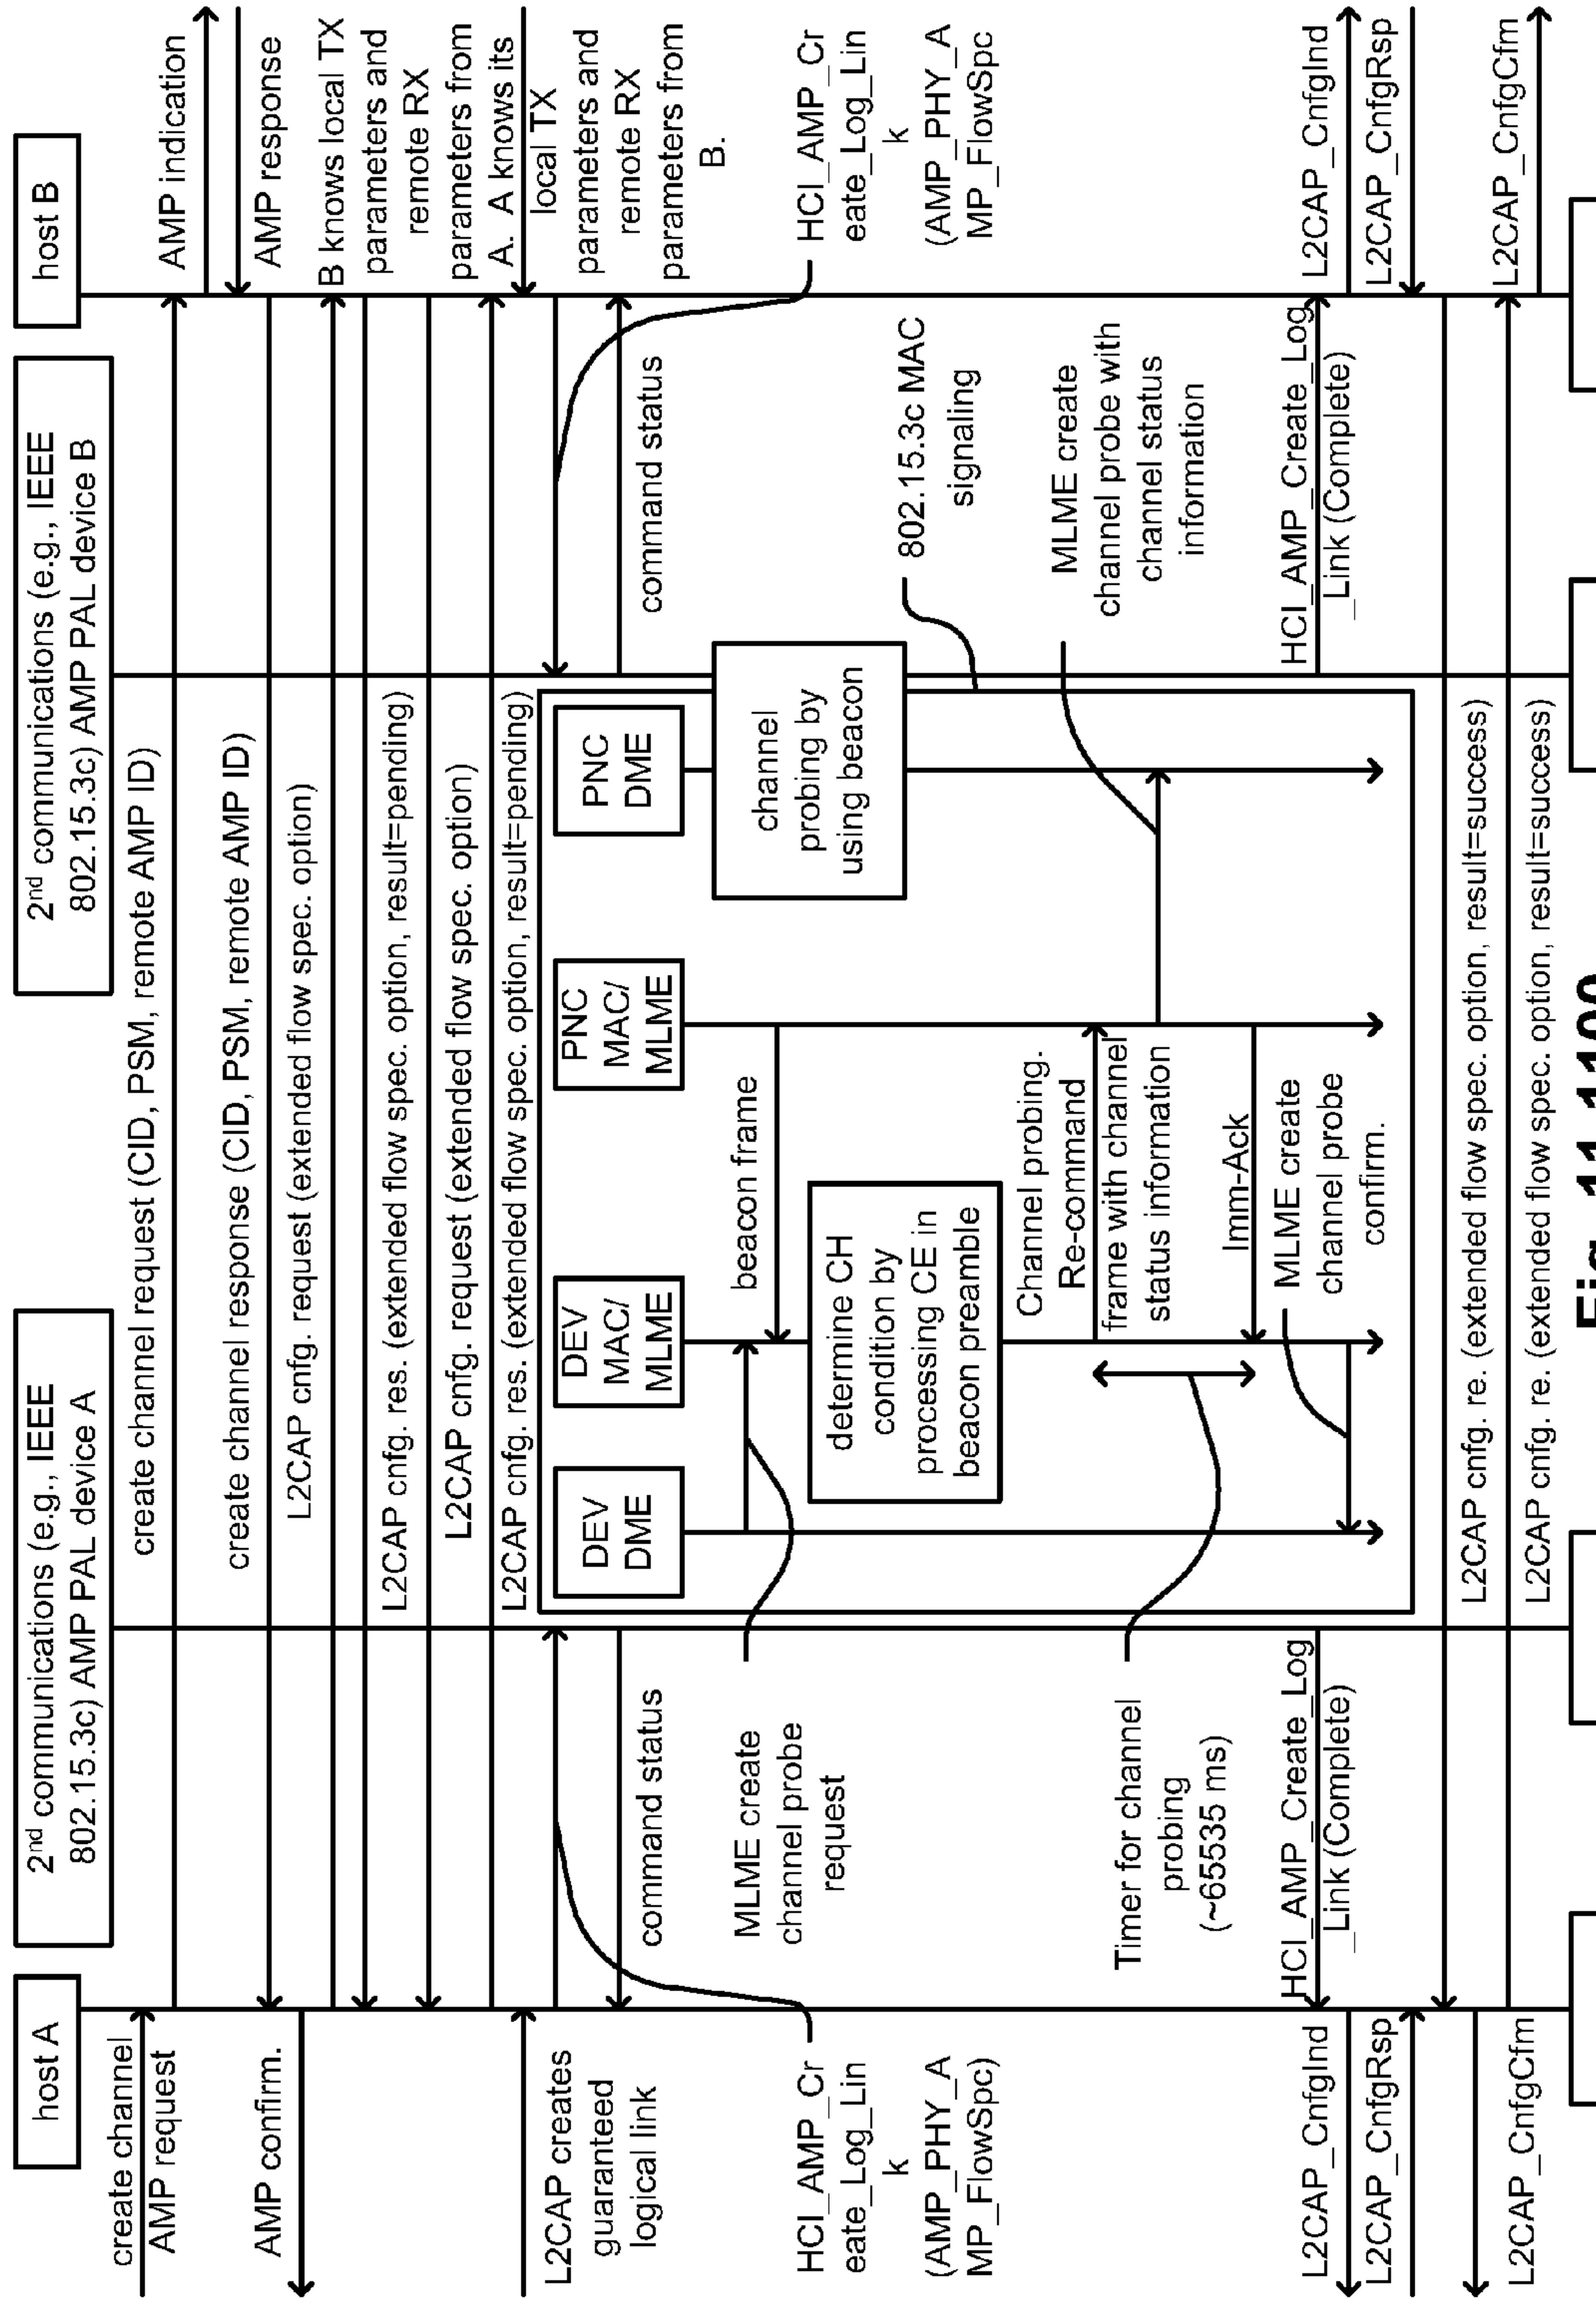 host A
2nd communications (e.g., IEEE
802.15.3c) AMP PAL device A
2nd communications (e.g., IEEE
802.15.3c) AMP PAL device B
host B
create channel
AMP request
create channel request (CID, PSM, remote AMP ID)
AMP indication
AMP response
create channel response (CID, PSM, remote AMP ID)
AMP confirm.
L2CAP cnfg. request (extended flow spec. option)
B knows local TX
parameters and
remote RX
parameters from
A. A knows its
local TX
parameters and
remote RX
parameters from
B.
L2CAP cnfg. res. (extended flow spec. option, result=pending)
L2CAP cnfg. request (extended flow spec. option)
L2CAP cnfg. res. (extended flow spec. option, result=pending)
L2CAP creates
guaranteed
logical link
command status
command status
DEV
DME
DEV
MAC/
MLME
PNC
MAC/
MLME
PNC
DME
HCI_AMP_Cr
eate_Log_Lin
k
(AMP_PHY_A
MP_FlowSpc)
HCI_AMP_Cr
eate_Log_Lin
k
(AMP_PHY_A
MP_FlowSpc)
MLME create
channel probe
request
beacon frame
channel
probing by
using beacon
802.15.3c MAC
signaling
determine CH
condition by
processing CE in
beacon preamble
Channel probing.
Re-command
frame with channel
status information
MLME create
channel probe with
channel status
information
Timer for channel
probing
(~65535 ms)
Imm-Ack
MLME create
channel probe
confirm.
HCI_AMP_Create_Log
_Link (Complete)
HCI_AMP_Create_Log
_Link (Complete)
L2CAP_CnfgInd
L2CAP_CnfgInd
L2CAP_CnfgRsp
L2CAP_CnfgRsp
L2CAP cnfg. re. (extended flow spec. option, result=success)
L2CAP_CnfgCfm
L2CAP cnfg. re. (extended flow spec. option, result=success)
L2CAP_CnfgCfm